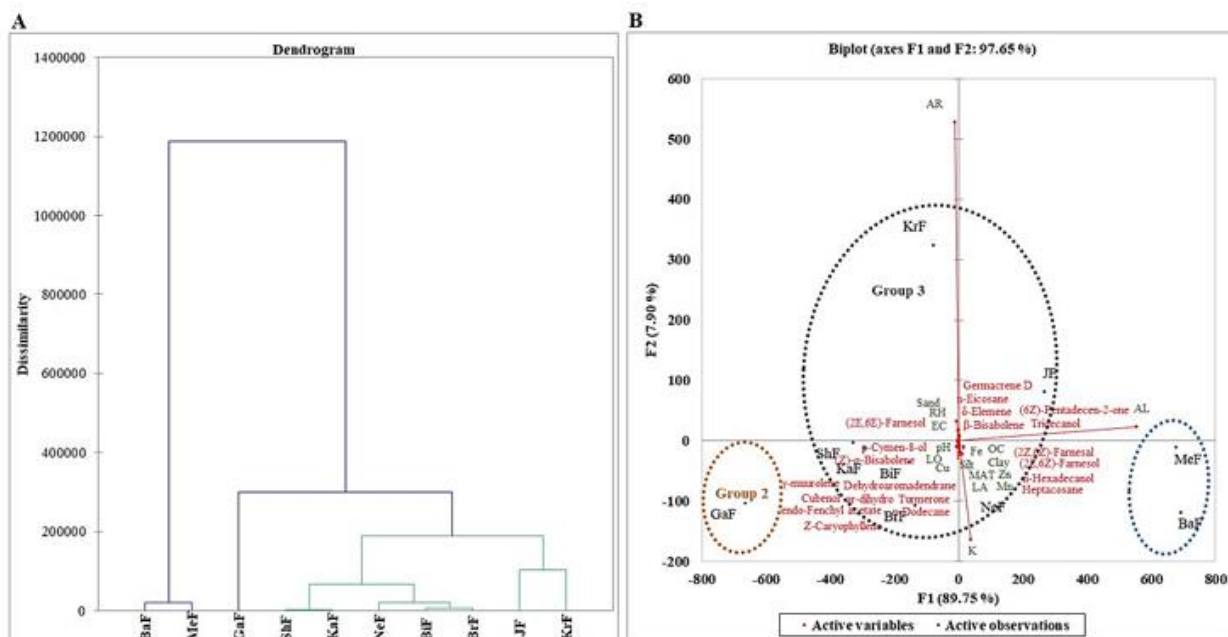 A
Dendrogram
1400000
1200000
1000000
800000
600000
400000
200000
0
Dissimilarity
BaF
MeF
GaF
ShF
KaF
NeF
BiF
BrF
JF
KrF
B
Biplot (axes F1 and F2: 97.65 %)
600
500
400
300
200
100
0
-100
-200
F2 (7.90 %)
AR
KrF
Group 3
JF
Germacrene D
Sand
n-Eicosane
RH
δ-Elemene
(6Z)-Pentadecen-2-one
AL
(2E,6E)-Farnesol
EC
β-Bisabolene
Tridecanol
p-Cymen-8-ol
pH
Fe
OC
(2Z,6Z)-Farnesal
MeF
ShF
(Z)-α-Bisabolene
LO
Silt
Clay
(2Z,6Z)-Farnesol
KaF
BiF
Cu
MAT
Zn
n-Hexadecanol
γ-muurolene
Dehydroaromadendrane
LA
Mn
Heptacosane
Group 2
Cubenol
ar-dihydro Turmerone
GaF
endo-Fenchyl acetate
n-Dodecane
NeF
BrF
Z-Caryophyllene
BaF
K
-800
-600
-400
-200
0
200
400
600
800
F1 (89.75 %)
• Active variables
• Active observations